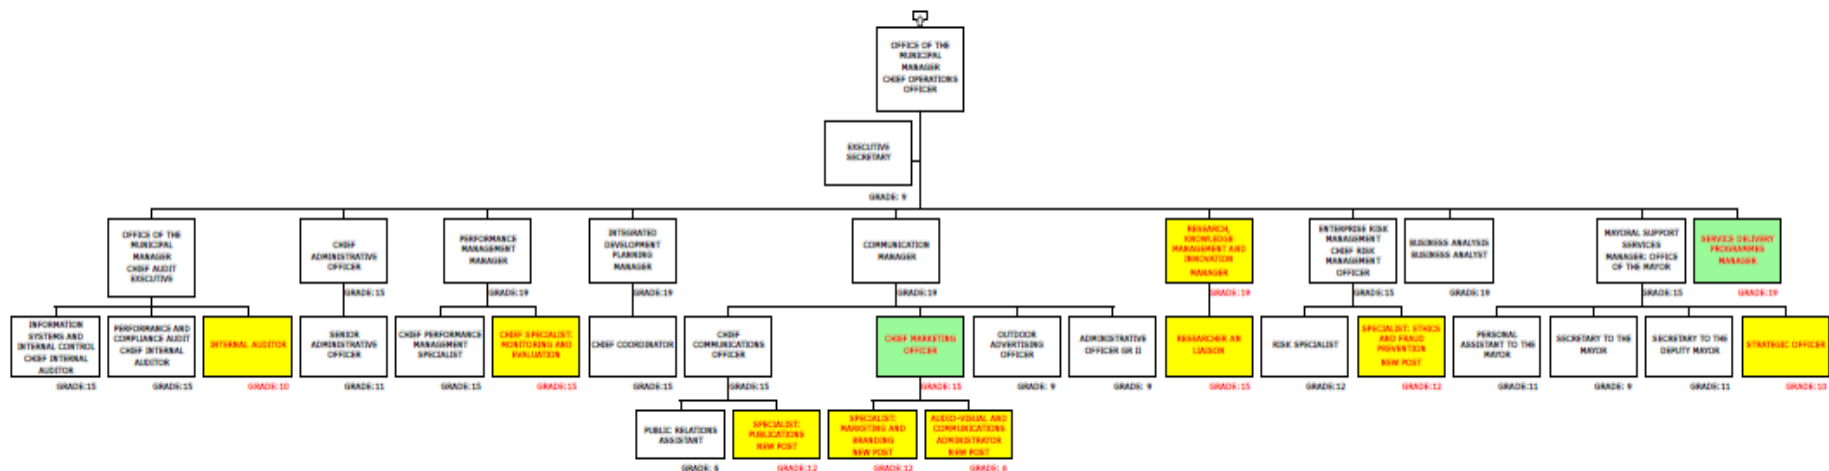 OFFICE OF THE
MUNICIPAL
MANAGER
CHIEF OPERATIONS
OFFICER
EXECUTIVE
SECRETARY
GRADE: 9
OFFICE OF THE
MUNICIPAL
MANAGER
CHIEF AUDIT
EXECUTIVE
CHIEF
ADMINISTRATIVE
OFFICER
GRADE:15
PERFORMANCE
MANAGEMENT
MANAGER
GRADE:19
INTEGRATED
DEVELOPMENT
PLANNING
MANAGER
GRADE:19
COMMUNICATION
MANAGER
GRADE:19
RESEARCH,
KNOWLEDGE
MANAGEMENT AND
INNOVATION
MANAGER
GRADE:19
ENTERPRISE RISK
MANAGEMENT
CHIEF RISK
MANAGEMENT
OFFICER
GRADE:15
BUSINESS ANALYSIS
BUSINESS ANALYST
GRADE:19
MAYORAL SUPPORT
SERVICES
MANAGER: OFFICE
OF THE MAYOR
GRADE:15
SERVICE DELIVERY
PROGRAMMES
MANAGER
GRADE:19
INFORMATION
SYSTEMS AND
INTERNAL CONTROL
CHIEF INTERNAL
AUDITOR
GRADE:15
PERFORMANCE AND
COMPLIANCE AUDIT
CHIEF INTERNAL
AUDITOR
GRADE:15
INTERNAL AUDITOR
GRADE:10
SENIOR
ADMINISTRATIVE
OFFICER
GRADE:11
CHIEF PERFORMANCE
MANAGEMENT
SPECIALIST
GRADE:15
CHIEF SPECIALIST:
MONITORING AND
EVALUATION
GRADE:15
CHIEF COORDINATOR
GRADE:15
CHIEF
COMMUNICATIONS
OFFICER
GRADE:15
CHIEF MARKETING
OFFICER
GRADE:15
OUTDOOR
ADVERTISING
OFFICER
GRADE: 9
ADMINISTRATIVE
OFFICER GR II
GRADE: 9
RESEARCHER AN
LIAISON
GRADE:15
RISK SPECIALIST
GRADE:12
SPECIALIST: ETHICS
AND FRAUD
PREVENTION
NEW POST
GRADE:12
PERSONAL
ASSISTANT TO THE
MAYOR
GRADE:11
SECRETARY TO THE
MAYOR
GRADE: 9
SECRETARY TO THE
DEPUTY MAYOR
GRADE:11
STRATEGIC OFFICER
GRADE:10
PUBLIC RELATIONS
ASSISTANT
GRADE: 6
SPECIALIST:
PUBLICATIONS
NEW POST
GRADE:12
SPECIALIST:
MARKETING AND
BRANDING
NEW POST
GRADE:12
AUDIO-VISUAL AND
COMMUNICATIONS
ADMINISTRATOR
NEW POST
GRADE: 6